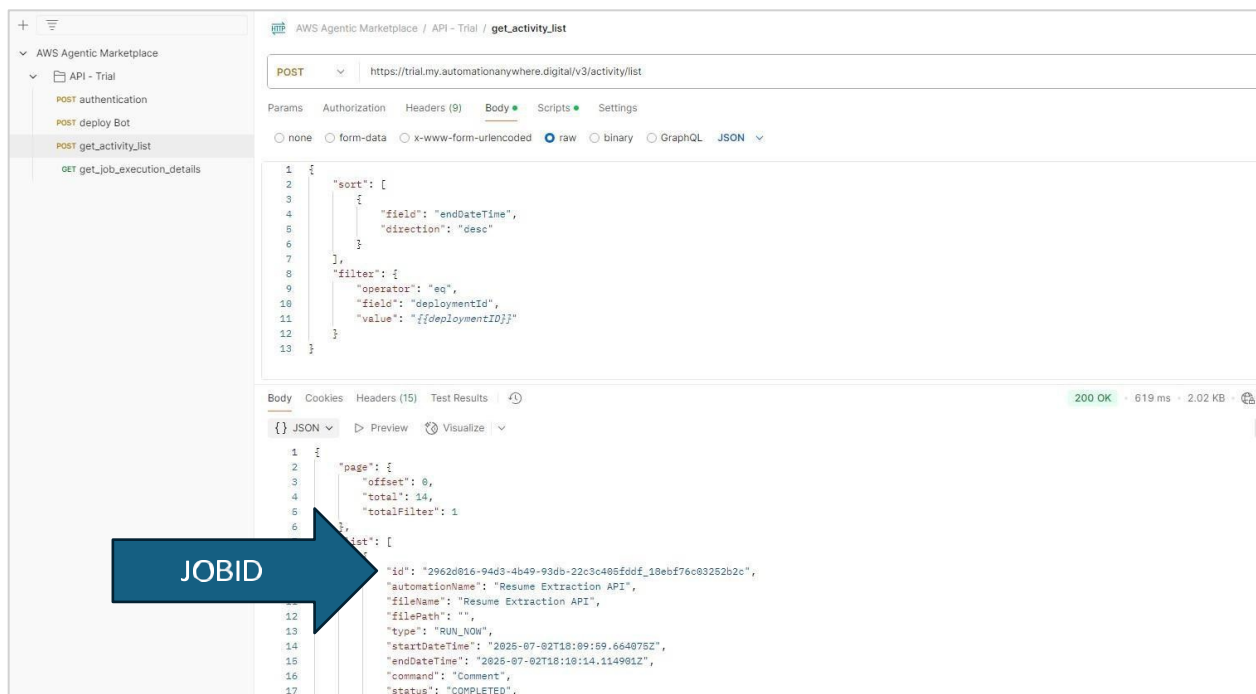 +
AWS Agentic Marketplace / API - Trial / get_activity_list
AWS Agentic Marketplace
API - Trial
POST authentication
POST deploy Bot
POST get_activity_list
GET get_job_execution_details
HTTP
POST https://trial.my.automationanywhere.digital/v3/activity/list
Params Authorization Headers (9) Body Scripts Settings
none form-data x-www-form-urlencoded raw binary GraphQL JSON
1 {
2 "sort": [
3 {
4 "field": "endDateTime",
5 "direction": "desc"
6 }
7 ],
8 "filter": {
9 "operator": "eq",
10 "field": "deploymentId",
11 "value": "{{deploymentID}}"
12 }
13 }
Body Cookies Headers (15) Test Results 200 OK · 619 ms · 2.02 KB
{} JSON Preview Visualize
1 {
2 "page": {
3 "offset": 0,
4 "total": 14,
5 "totalFilter": 1
6 },
"list": [
JOBID
"id": "2962d016-94d3-4b49-93db-22c3c405fddf_18ebf76c03252b2c",
"automationName": "Resume Extraction API",
"fileName": "Resume Extraction API",
12 "filePath": "",
13 "type": "RUN_NOW",
14 "startDateTime": "2025-07-02T18:09:59.664075Z",
15 "endDateTime": "2025-07-02T18:10:14.114901Z",
16 "command": "Comment",
17 "status": "COMPLETED",